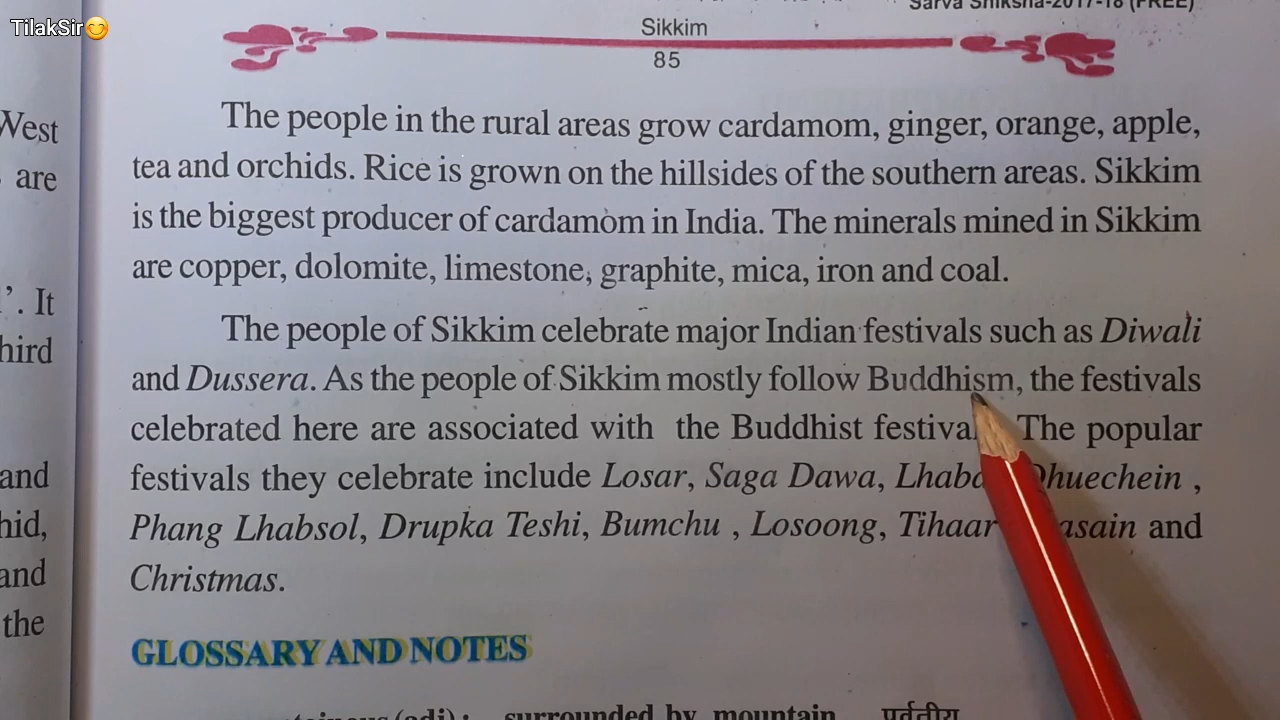 TilakSir😊
Sarva Shiksha-2017-18 (FREE)
Sikkim
85
West
are
’. It
hird
and
hid,
and
the
The people in the rural areas grow cardamom, ginger, orange, apple,
tea and orchids. Rice is grown on the hillsides of the southern areas. Sikkim
is the biggest producer of cardamom in India. The minerals mined in Sikkim
are copper, dolomite, limestone, graphite, mica, iron and coal.
The people of Sikkim celebrate major Indian festivals such as Diwali
and Dussera. As the people of Sikkim mostly follow Buddhism, the festivals
celebrated here are associated with the Buddhist The popular
festivals they celebrate include Losar, Saga Dawa,
Phang Lhabsol, Drupka Teshi, Bumchu , Losoong, Tihaar and
Christmas.
GLOSSARY AND NOTES
(adj) : surrounded by mountain पर्वतीय